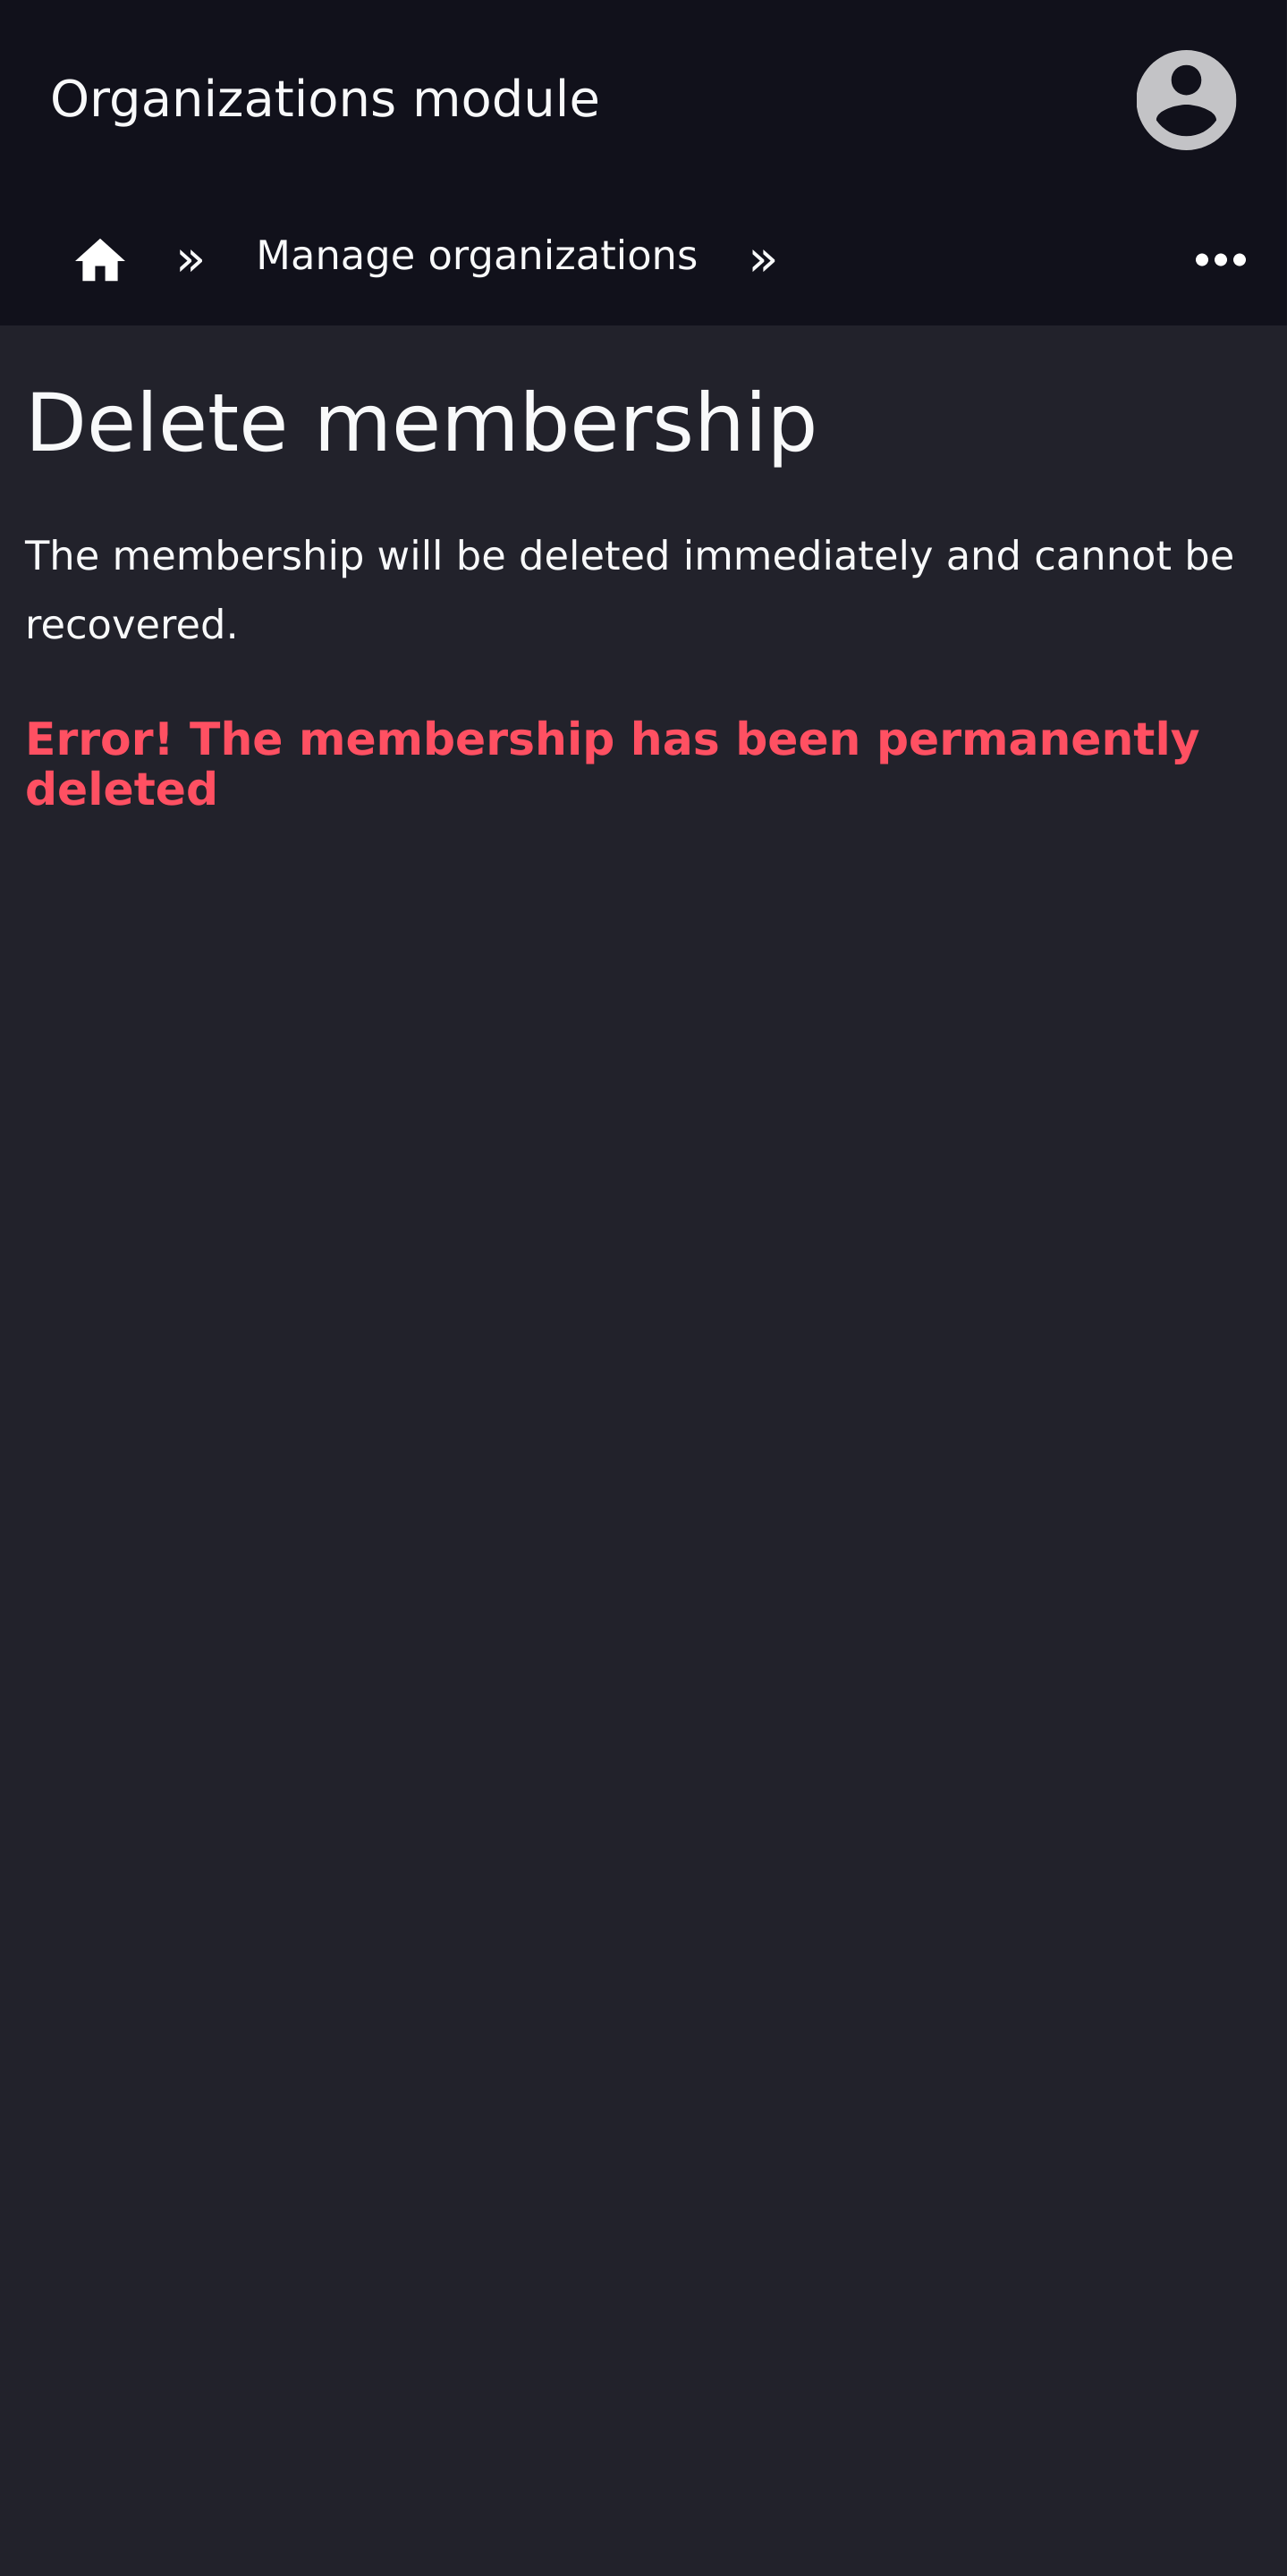 Organizations module
» Manage organizations »
Delete membership
The membership will be deleted immediately and cannot be
recovered.
Error! The membership has been permanently
deleted